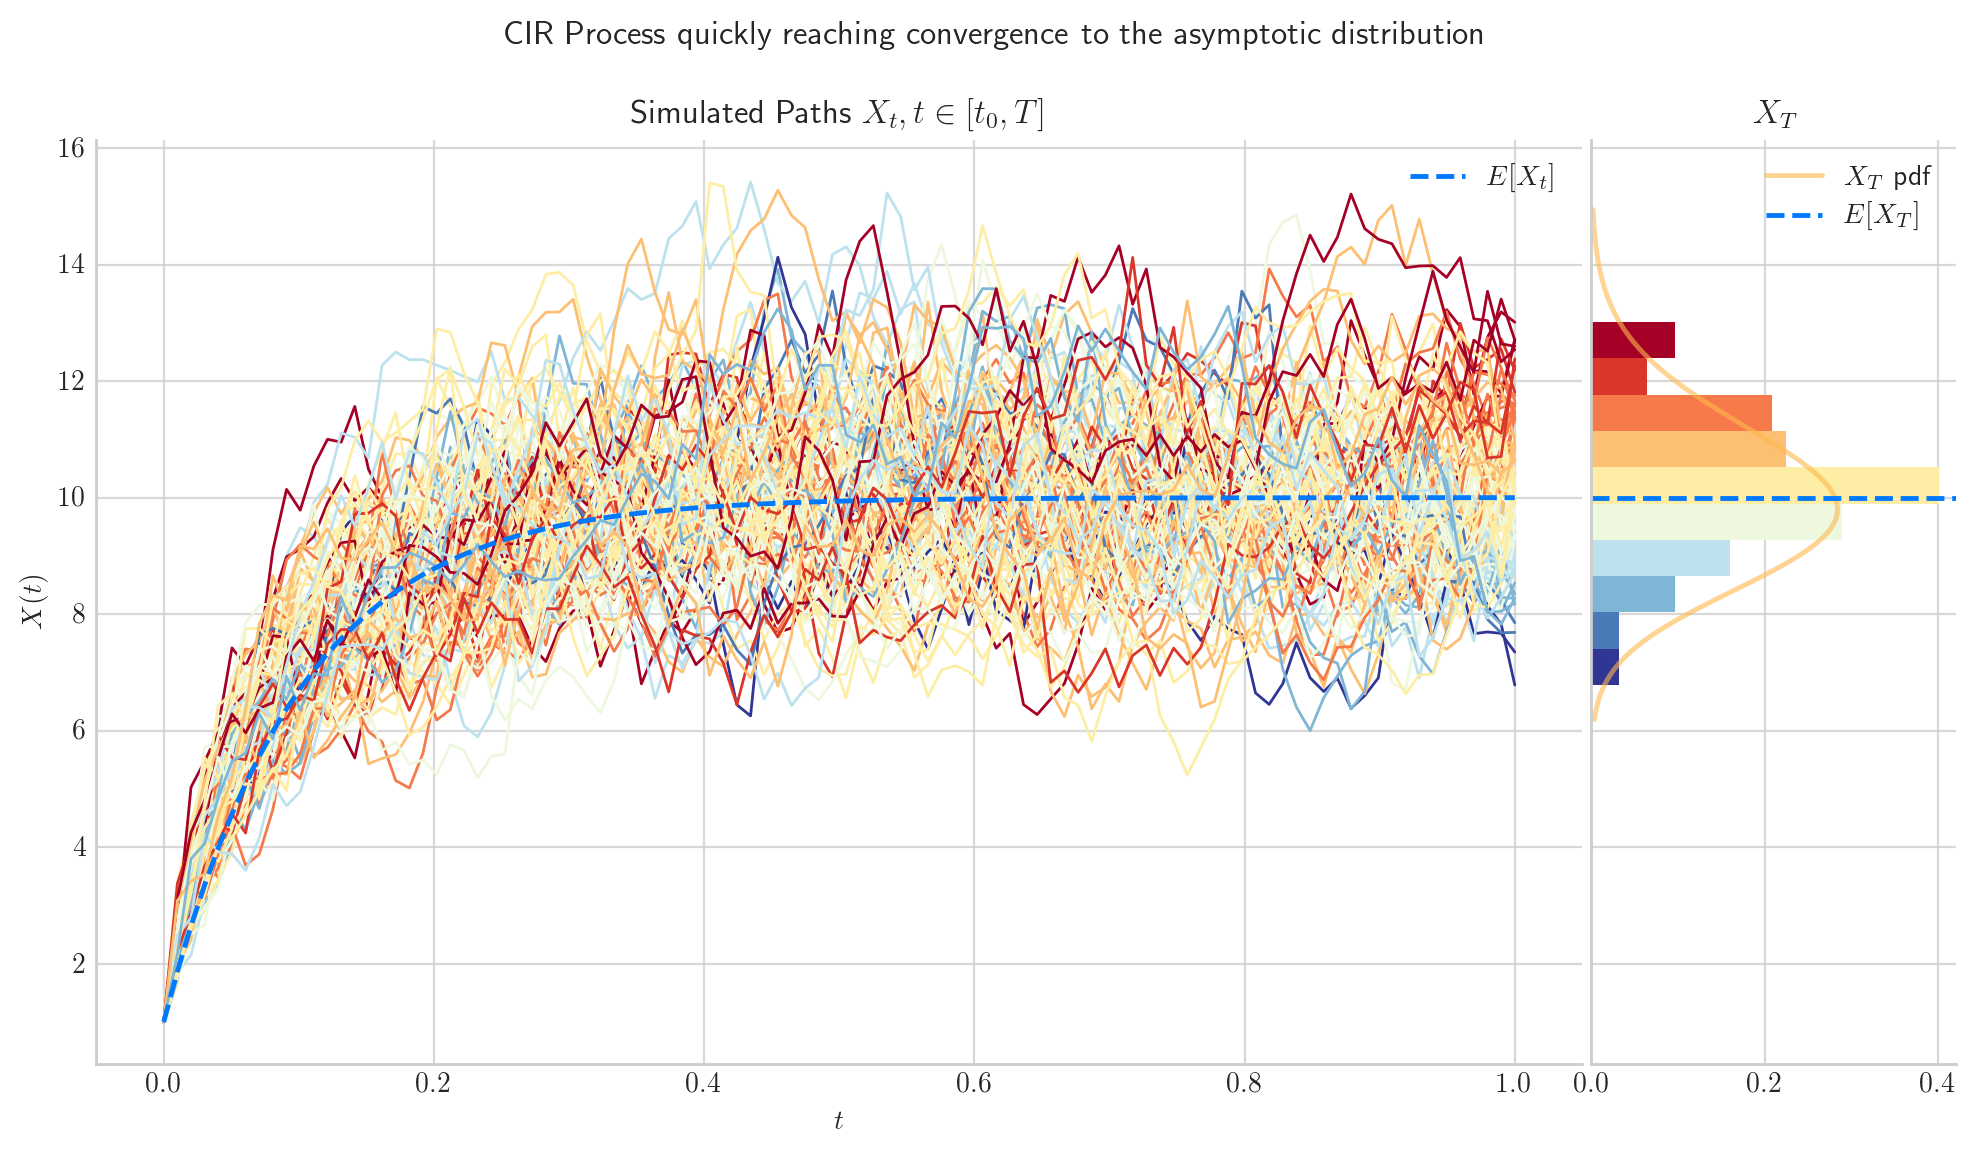 CIR Process quickly reaching convergence to the asymptotic distribution
Simulated Paths $X_t, t \in [t_0, T]$
$X_T$
$E[X_t]$
$X_T$ pdf
$E[X_T]$
$X(t)$
16
14
12
10
8
6
4
2
0.0 0.2 0.4 0.6 0.8 1.0
0.0 0.2 0.4
$t$